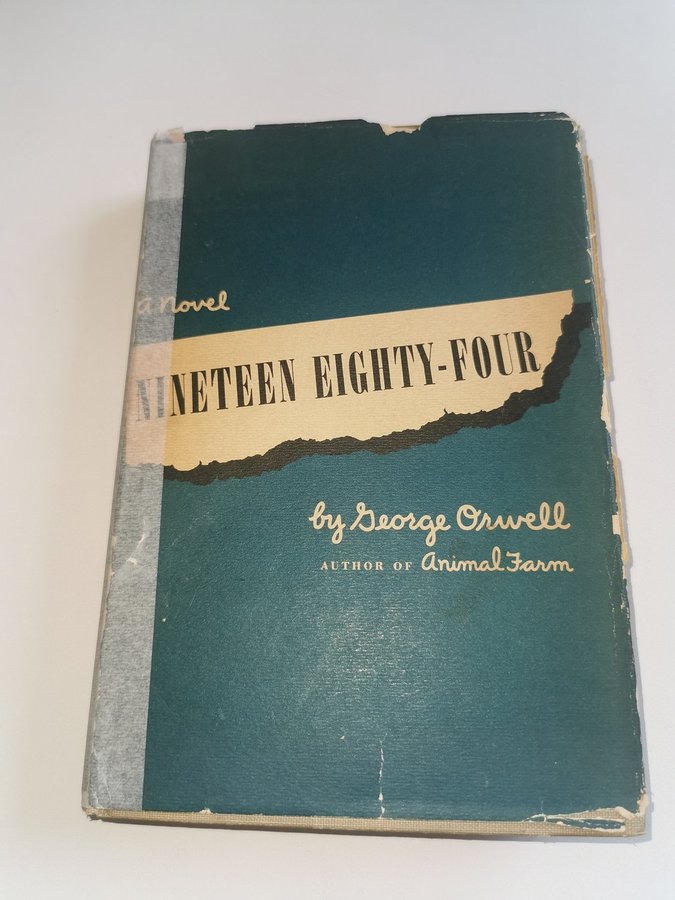 a novel
NINETEEN EIGHTY-FOUR
by George Orwell
AUTHOR OF Animal Farm